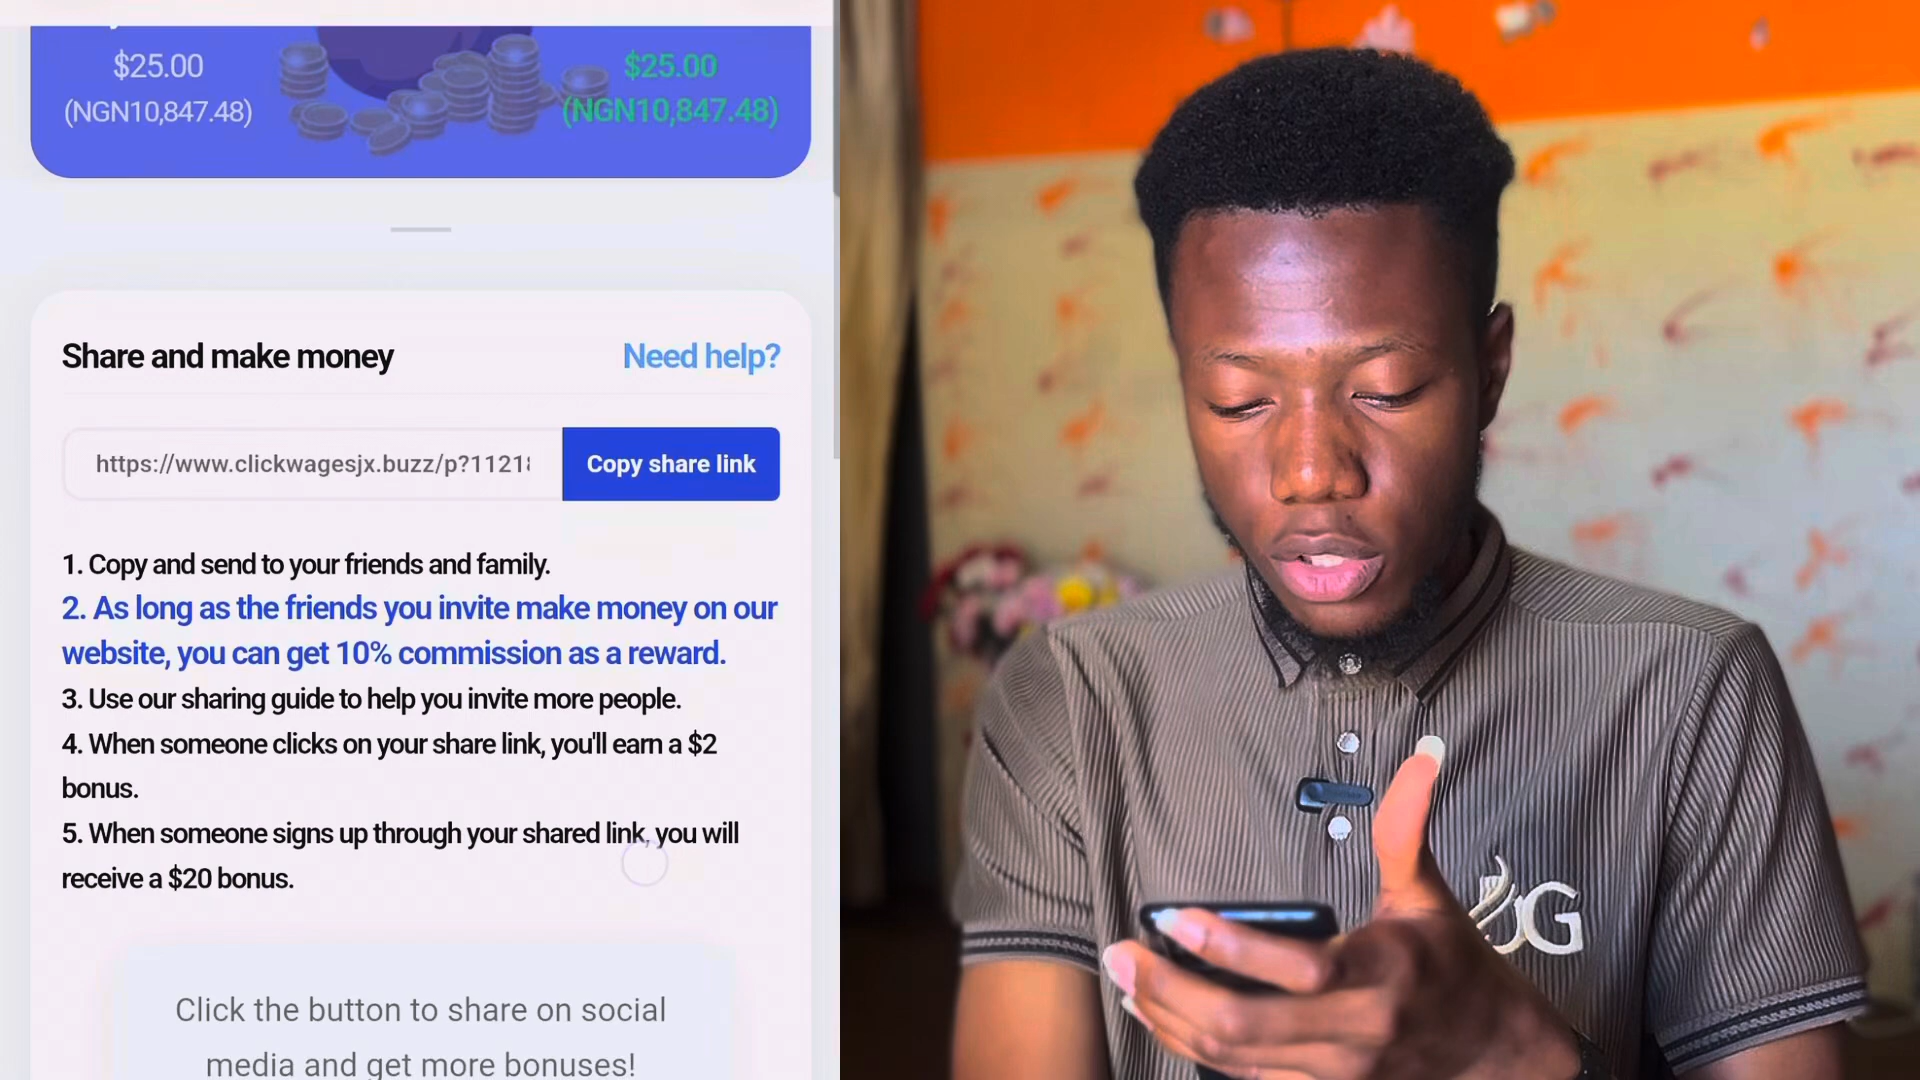 $25.00
(NGN10,847.48)
$25.00
(NGN10,847.48)
Share and make money
Need help?
https://www.clickwagesjx.buzz/p?1121
Copy share link
1. Copy and send to your friends and family.
2. As long as the friends you invite make money on our
website, you can get 10% commission as a reward.
3. Use our sharing guide to help you invite more people.
4. When someone clicks on your share link, you'll earn a $2
bonus.
5. When someone signs up through your shared link, you will
receive a $20 bonus.
Click the button to share on social
media and get more bonuses!